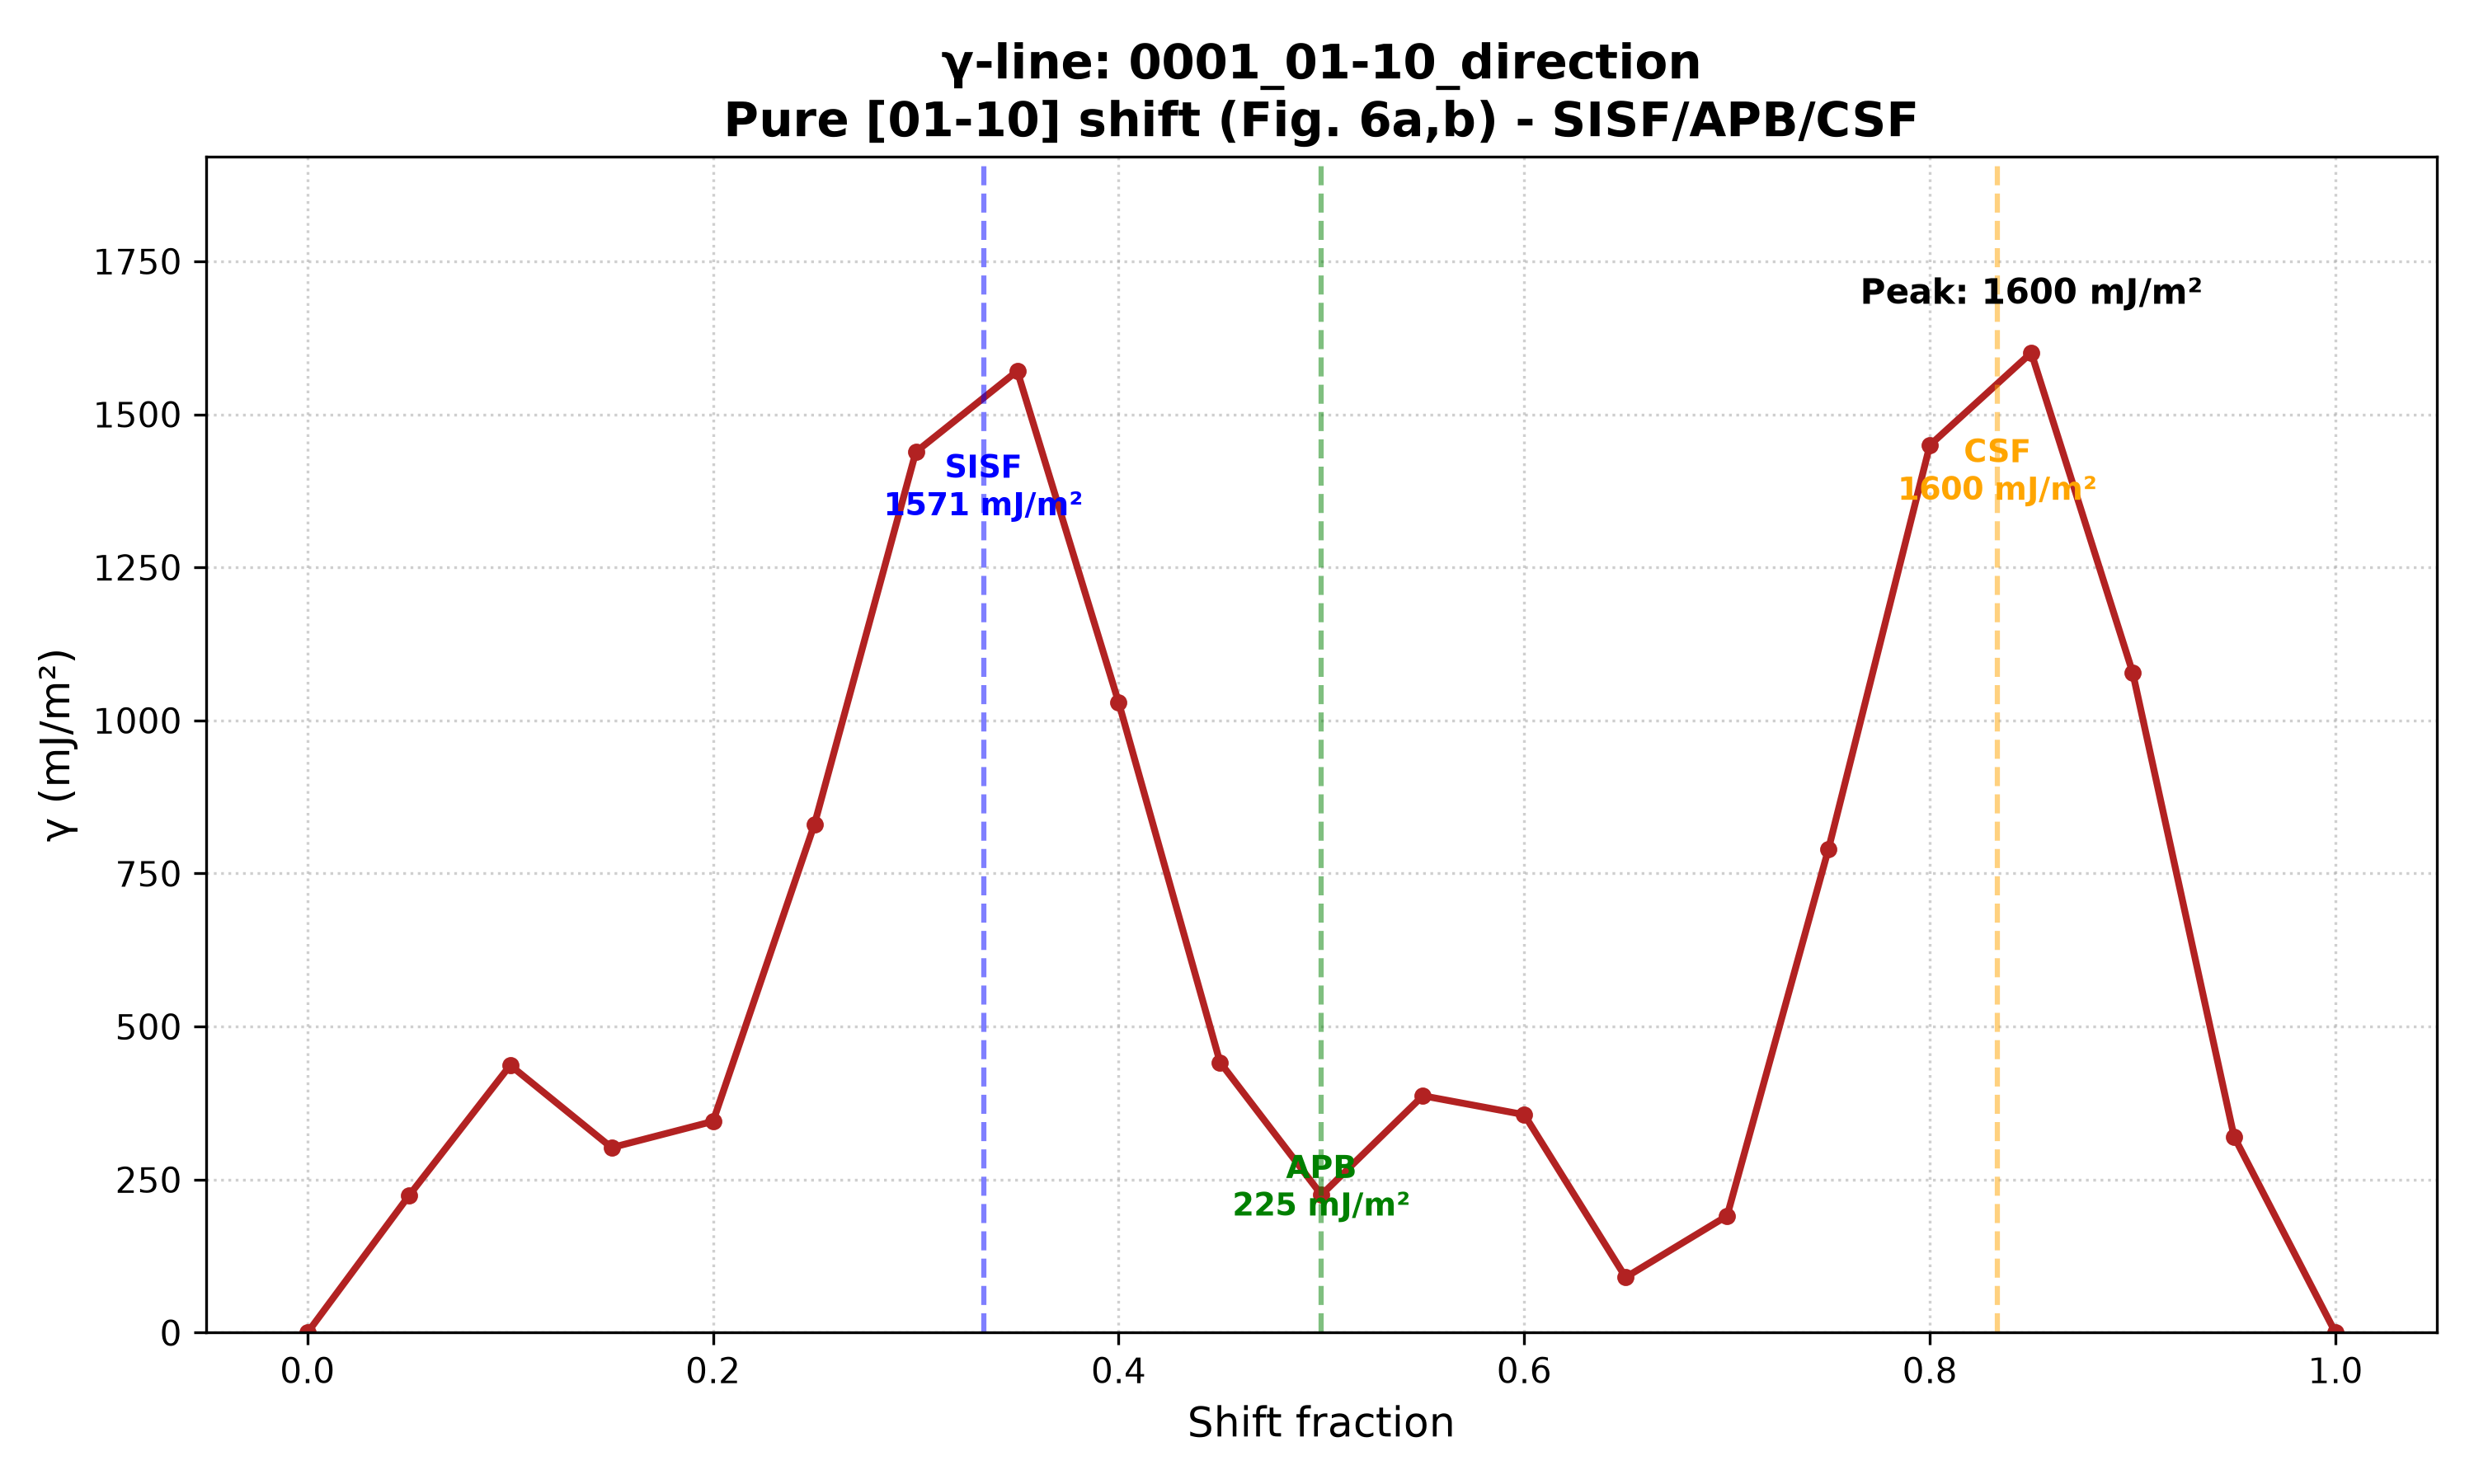 γ-line: 0001_01-10_direction
Pure [01-10] shift (Fig. 6a,b) - SISF/APB/CSF
γ (mJ/m²)
1750
1500
1250
1000
750
500
250
0
Peak: 1600 mJ/m²
CSF
1600 mJ/m²
SISF
1571 mJ/m²
APB
225 mJ/m²
0.0 0.2 0.4 0.6 0.8 1.0
Shift fraction